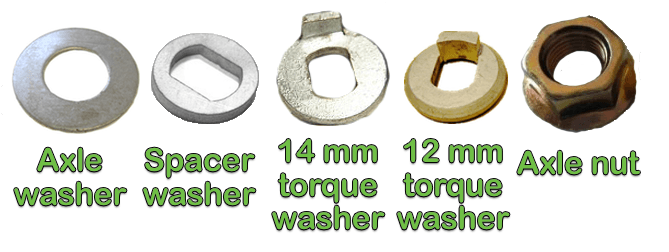 Axle
washer
Spacer
washer
14 mm
torque
washer
12 mm
torque
washer
Axle nut